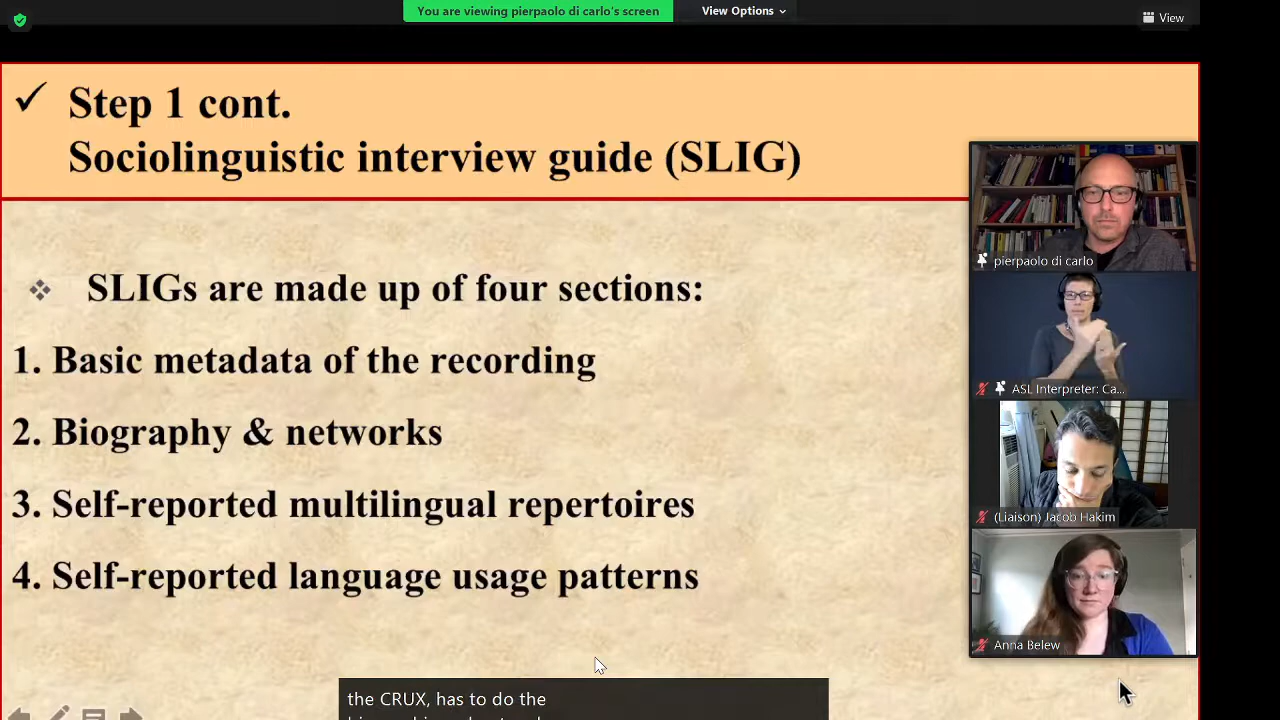 You are viewing pierpaolo di carlo's screen
View Options
View
✓ Step 1 cont.
Sociolinguistic interview guide (SLIG)
❖ SLIGs are made up of four sections:
1. Basic metadata of the recording
2. Biography & networks
3. Self-reported multilingual repertoires
4. Self-reported language usage patterns
pierpaolo di carlo
ASL Interpreter: Ca...
(Liaison) Jacob Hakim
Anna Belew
the CRUX, has to do the